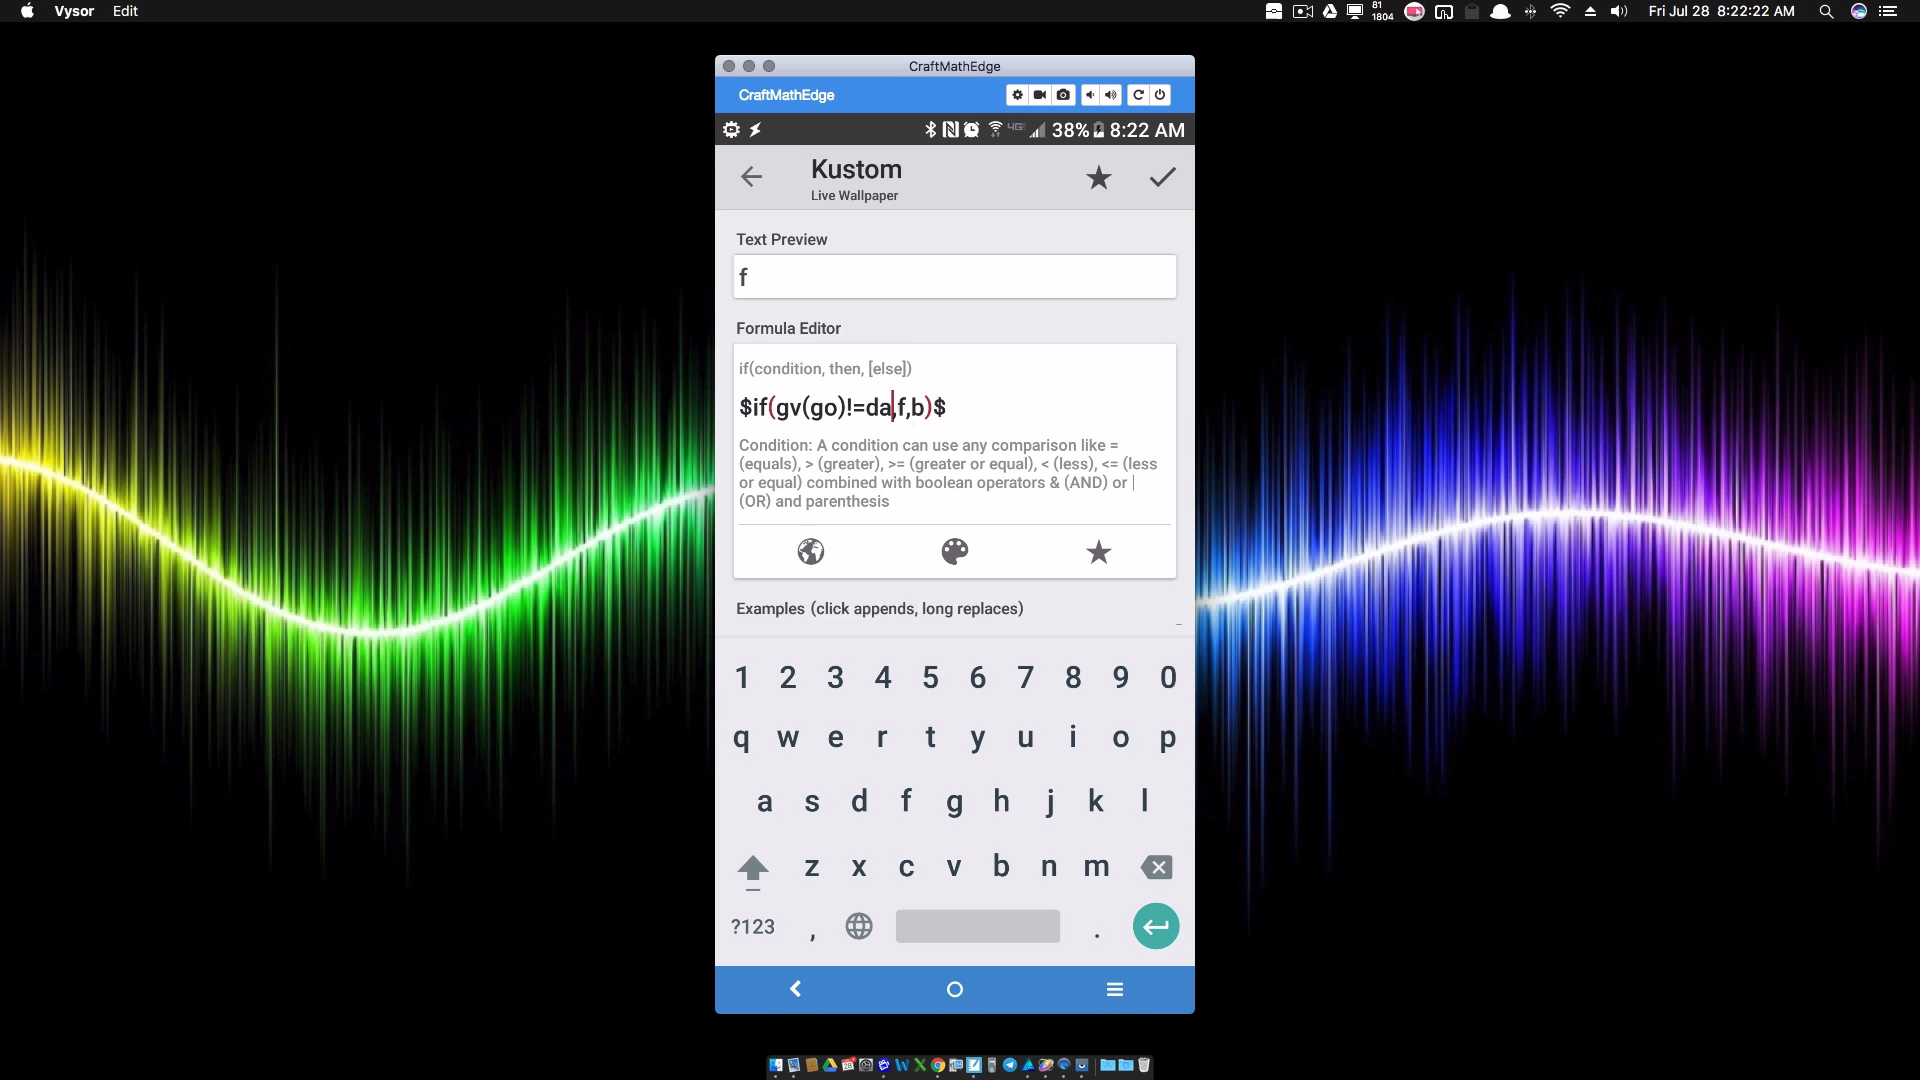 Vysor Edit
81
1804
Fri Jul 28 8:22:22 AM
CraftMathEdge
CraftMathEdge
38% 8:22 AM
Kustom
Live Wallpaper
Text Preview
f
Formula Editor
if(condition, then, [else])
$if(gv(go)!=da,f,b)$
Condition: A condition can use any comparison like =
(equals), > (greater), >= (greater or equal), < (less), <= (less
or equal) combined with boolean operators & (AND) or |
(OR) and parenthesis
Examples (click appends, long replaces)
1 2 3 4 5 6 7 8 9 0
q w e r t y u i o p
a s d f g h j k l
z x c v b n m
?123 , .